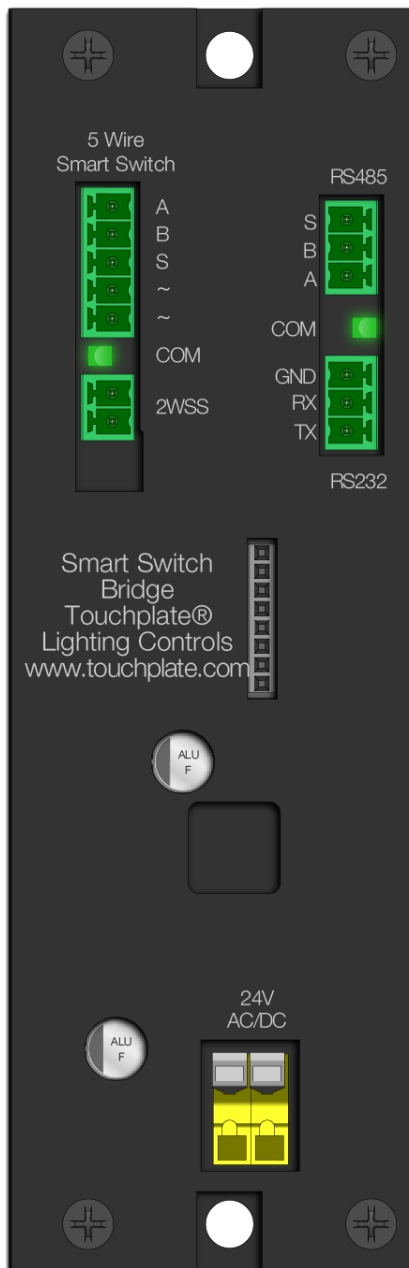 5 Wire
Smart Switch
A
B
S
~
~
COM
2WSS
RS485
S
B
A
COM
GND
RX
TX
RS232
Smart Switch
Bridge
Touchplate®
Lighting Controls
www.touchplate.com
ALU
F
ALU
F
24V
AC/DC